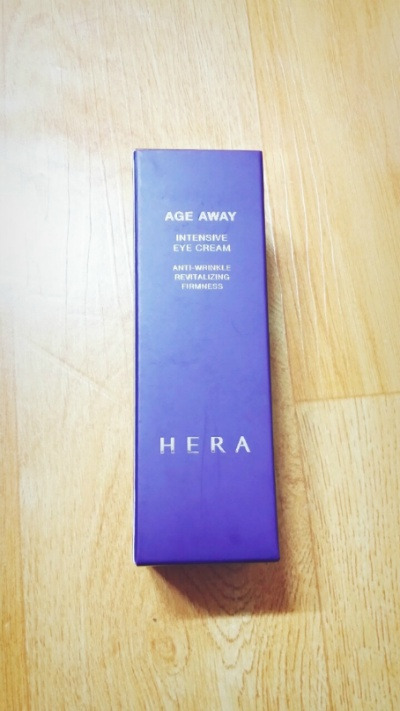 AGE AWAY
INTENSIVE
EYE CREAM
ANTI-WRINKLE
REVITALIZING
FIRMNESS
HERA